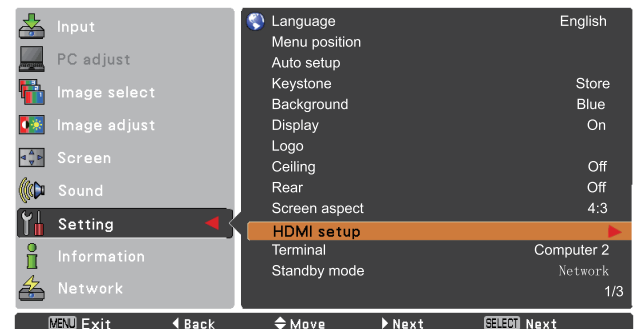 Input
PC adjust
Image select
Image adjust
Screen
Sound
Setting
Information
Network
Language English
Menu position
Auto setup
Keystone Store
Background Blue
Display On
Logo
Ceiling Off
Rear Off
Screen aspect 4:3
HDMI setup
Terminal Computer 2
Standby mode Network
1/3
MENU Exit Back Move Next SELECT Next